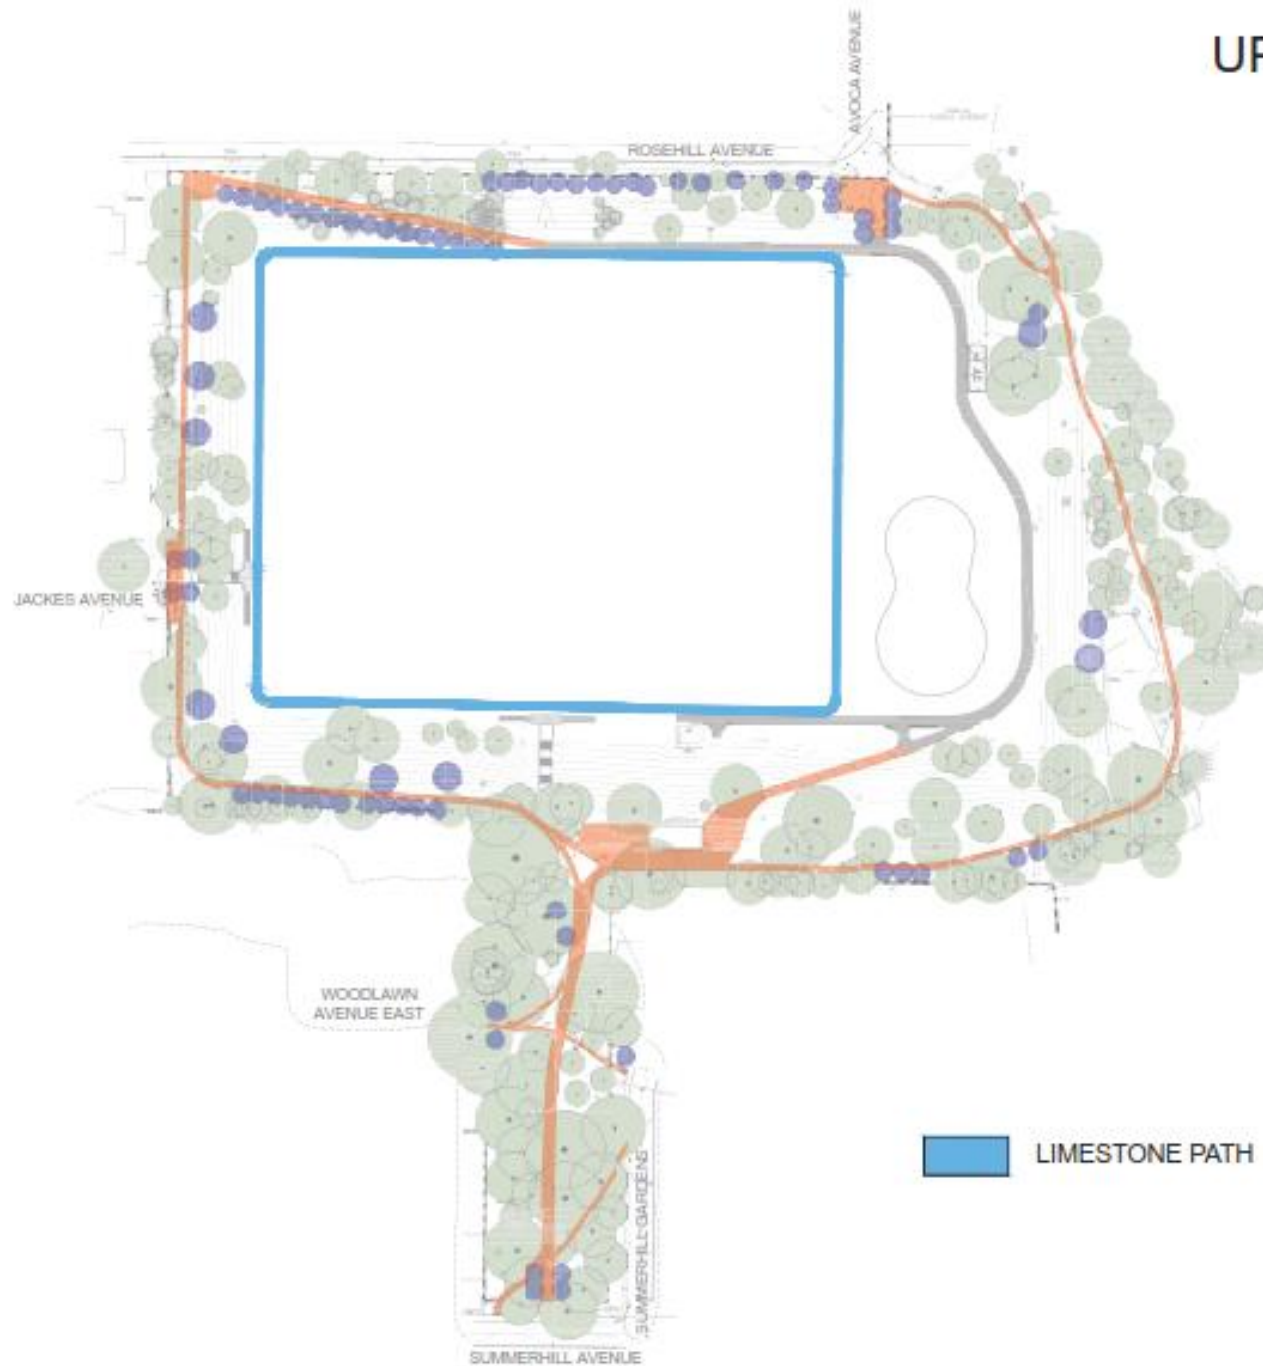 UP
AVOCA AVENUE
ROSEHILL AVENUE
JACKES AVENUE
WOODLAWN
AVENUE EAST
LIMESTONE PATH
SUMMERHILL GARDENS
SUMMERHILL AVENUE